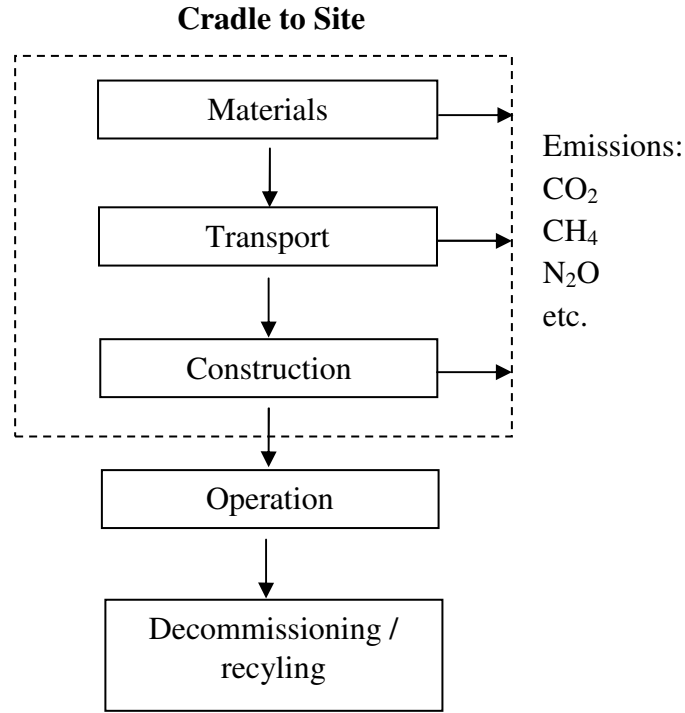 Cradle to Site
Materials
Transport
Construction
Operation
Decommissioning /
recyling
Emissions:
CO₂
CH₄
N₂O
etc.